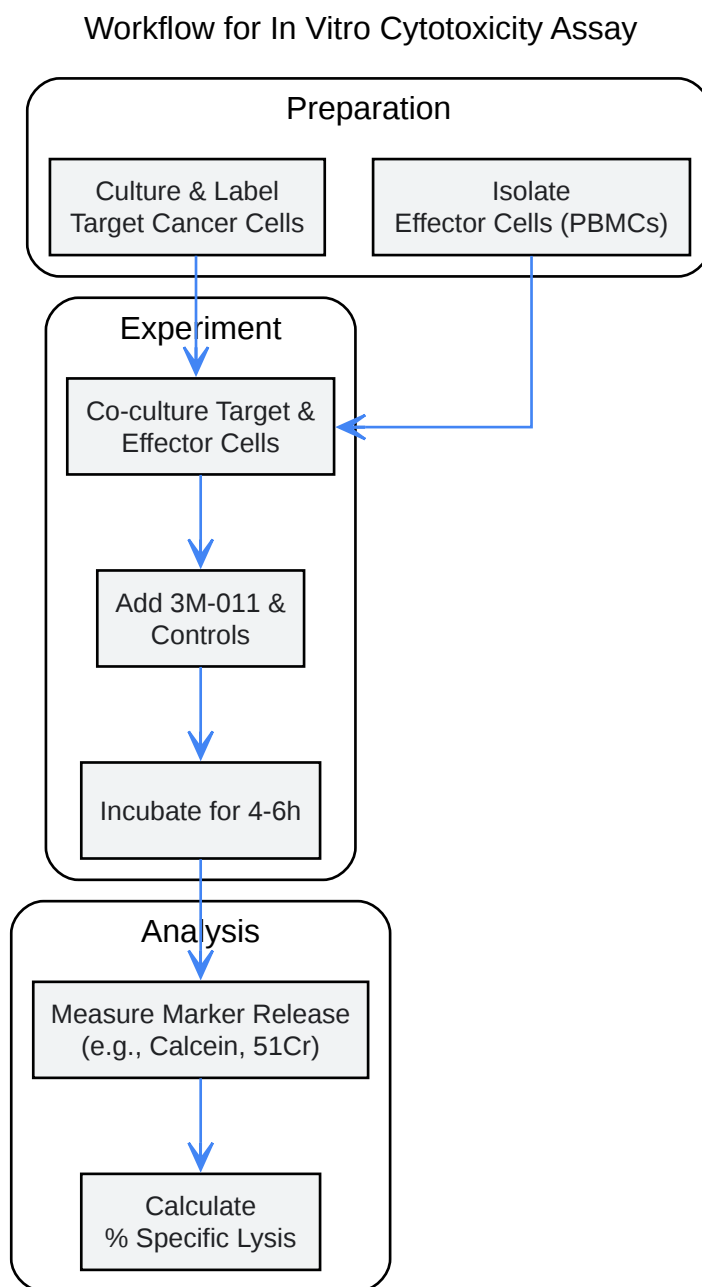 Workflow for In Vitro Cytotoxicity Assay
Preparation
Culture & Label
Target Cancer Cells
Isolate
Effector Cells (PBMCs)
Experiment
Co-culture Target &
Effector Cells
Add 3M-011 &
Controls
Incubate for 4-6h
Analysis
Measure Marker Release
(e.g., Calcein, 51Cr)
Calculate
% Specific Lysis